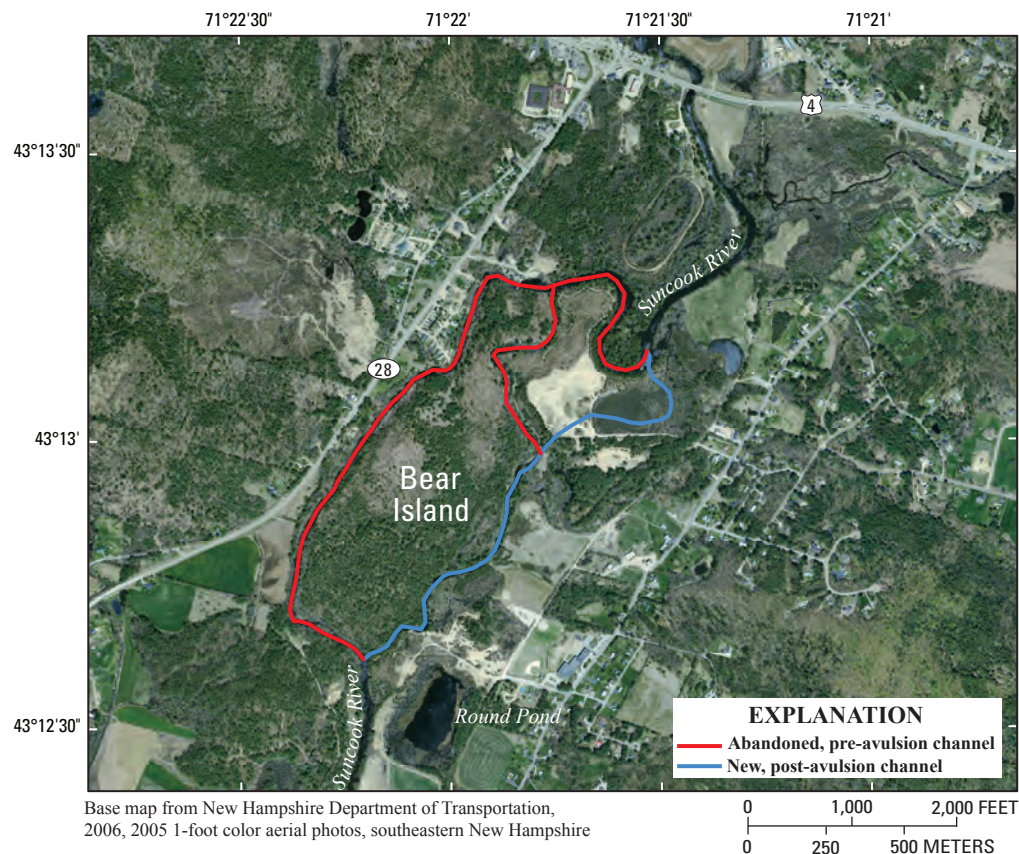 71°22'30"
71°22'
71°21'30"
71°21'
43°13'30"
4
Suncook River
28
43°13'
Bear
Island
43°12'30"
Suncook River
Round Pond
EXPLANATION
Abandoned, pre-avulsion channel
New, post-avulsion channel
Base map from New Hampshire Department of Transportation,
2006, 2005 1-foot color aerial photos, southeastern New Hampshire
0 1,000 2,000 FEET
0 250 500 METERS